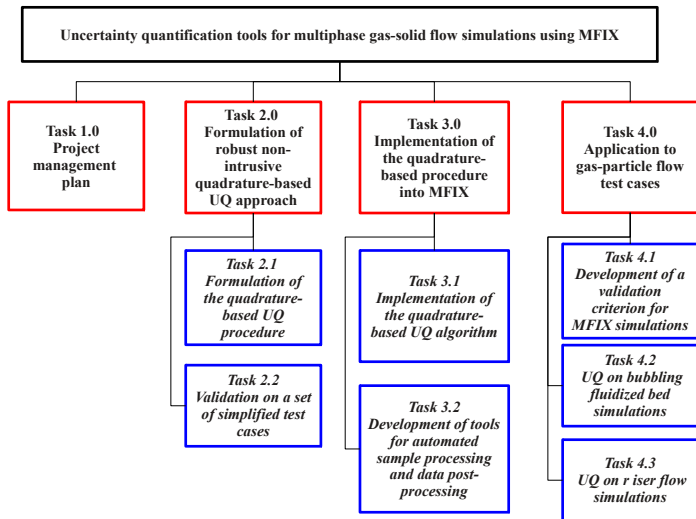 Uncertainty quantification tools for multiphase gas-solid flow simulations using MFIX
Task 1.0
Project
management
plan
Task 2.0
Formulation of
robust non-
intrusive
quadrature-based
UQ approach
Task 3.0
Implementation of
the quadrature-
based procedure
into MFIX
Task 4.0
Application to
gas-particle flow
test cases
Task 2.1
Formulation of
the quadrature-
based UQ
procedure
Task 2.2
Validation on a set
of simplified test
cases
Task 3.1
Implementation of
the quadrature-
based UQ algorithm
Task 3.2
Development of tools
for automated
sample processing
and data post-
processing
Task 4.1
Development of a
validation
criterion for
MFIX simulations
Task 4.2
UQ on bubbling
fluidized bed
simulations
Task 4.3
UQ on r iser flow
simulations